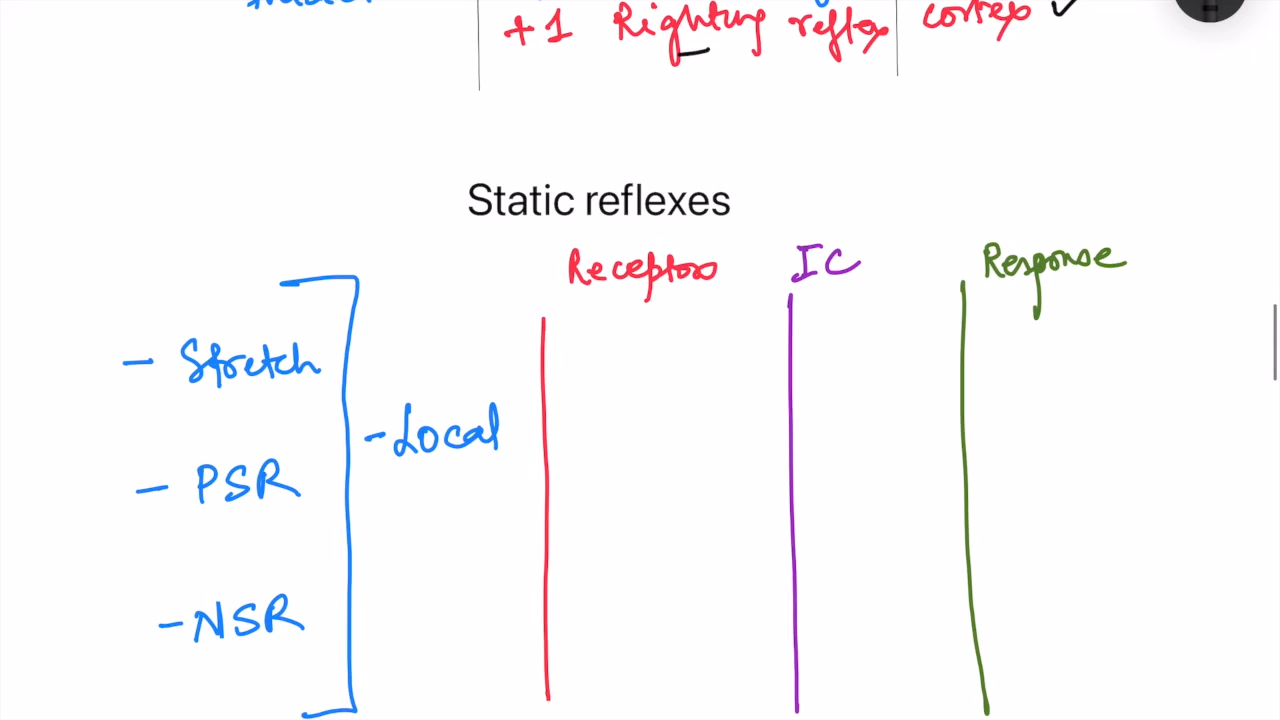 +1 Righting reflex cortex ✓
Static reflexes
Receptors IC Response
- Stretch
- Local
- PSR
- NSR